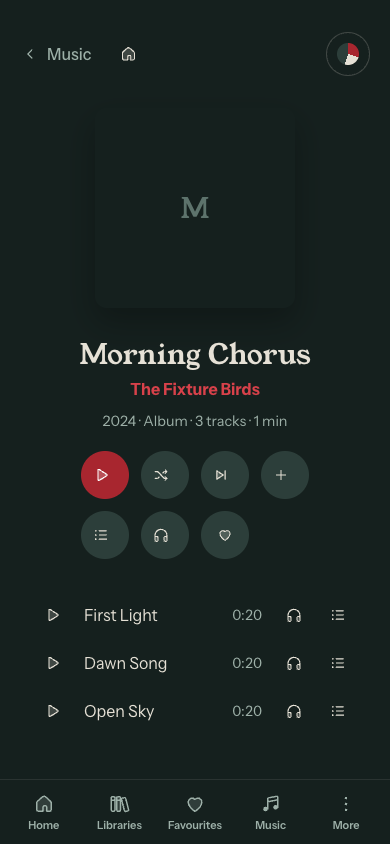 Music
M
Morning Chorus
The Fixture Birds
2024 · Album · 3 tracks · 1 min
First Light 0:20
Dawn Song 0:20
Open Sky 0:20
Home Libraries Favourites Music More